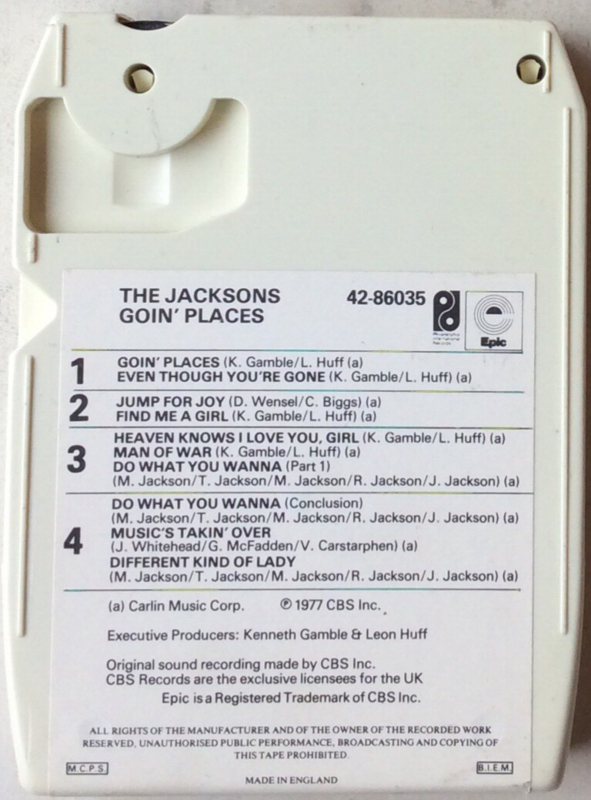 THE JACKSONS 42-86035
GOIN' PLACES
Philadelphia
International
Records
Epic
1 GOIN' PLACES (K. Gamble/L. Huff (a)
EVEN THOUGH YOU'RE GONE (K. Gamble/L. Huff) (a)
2 JUMP FOR JOY (D. Wensel/C. Biggs) (a)
FIND ME A GIRL (K. Gamble/L. Huff) (a)
3 HEAVEN KNOWS I LOVE YOU, GIRL (K. Gamble/L. Huff) (a)
MAN OF WAR (K. Gamble/L. Huff) (a)
DO WHAT YOU WANNA (Part 1)
(M. Jackson/T. Jackson/M. Jackson/R. Jackson/J. Jackson) (a)
4 DO WHAT YOU WANNA (Conclusion)
(M. Jackson/T. Jackson/M. Jackson/R. Jackson/J. Jackson) (a)
MUSIC'S TAKIN' OVER
(J. Whitehead/G. McFadden/V. Carstarphen) (a)
DIFFERENT KIND OF LADY
(M. Jackson/T. Jackson/M. Jackson/R. Jackson/J. Jackson) (a)
(a) Carlin Music Corp. ℗ 1977 CBS Inc.
Executive Producers: Kenneth Gamble & Leon Huff
Original sound recording made by CBS Inc.
CBS Records are the exclusive licensees for the UK
Epic is a Registered Trademark of CBS Inc.
ALL RIGHTS OF THE MANUFACTURER AND OF THE OWNER OF THE RECORDED WORK
RESERVED, UNAUTHORISED PUBLIC PERFORMANCE, BROADCASTING AND COPYING OF
THIS TAPE PROHIBITED.
M.C.P.S. B.I.E.M.
MADE IN ENGLAND